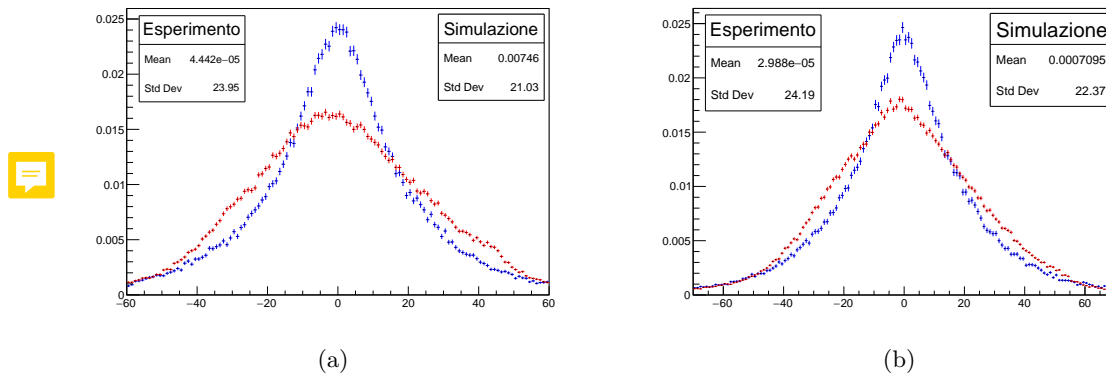 Esperimento
Mean 4.442e−05
Std Dev 23.95
Simulazione
Mean 0.00746
Std Dev 21.03
0.025
0.02
0.015
0.01
0.005
0
−60 −40 −20 0 20 40 60
(a)
Esperimento
Mean 2.988e−05
Std Dev 24.19
Simulazione
Mean 0.0007095
Std Dev 22.37
0.025
0.02
0.015
0.01
0.005
0
−40 −20 0 20 40 60
(b)